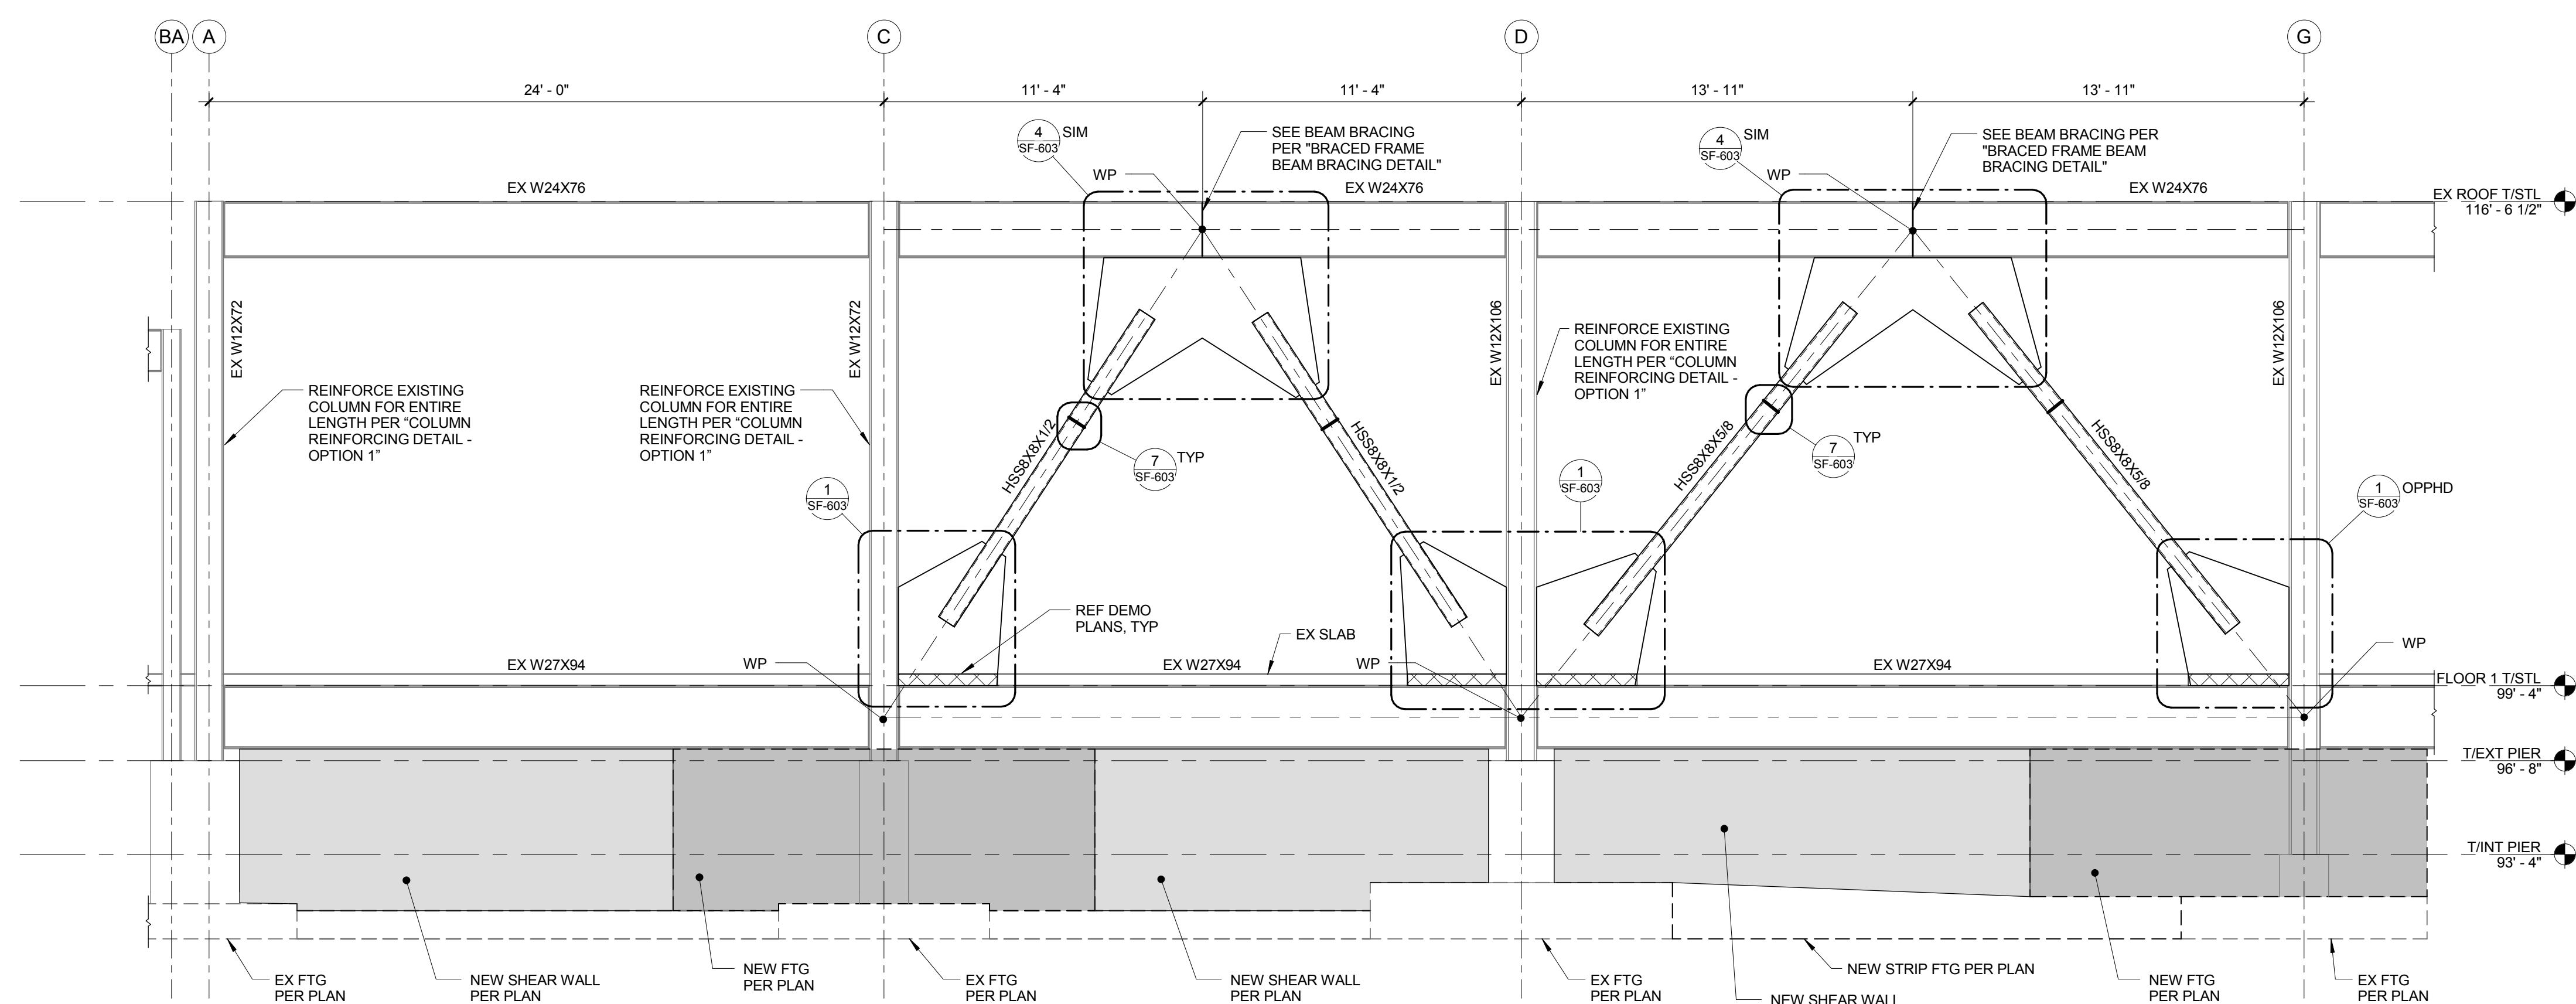 BA
A
C
D
G
24' - 0"
11' - 4"
11' - 4"
13' - 11"
13' - 11"
4
SF-603
SIM
SEE BEAM BRACING
PER "BRACED FRAME
BEAM BRACING DETAIL"
WP
4
SF-603
SIM
SEE BEAM BRACING PER
"BRACED FRAME BEAM
BRACING DETAIL"
WP
EX W24X76
EX W24X76
EX W24X76
EX ROOF T/STL
116' - 6 1/2"
EX W12X72
EX W12X72
EX W12X106
EX W12X106
REINFORCE EXISTING
COLUMN FOR ENTIRE
LENGTH PER “COLUMN
REINFORCING DETAIL -
OPTION 1”
REINFORCE EXISTING
COLUMN FOR ENTIRE
LENGTH PER “COLUMN
REINFORCING DETAIL -
OPTION 1”
REINFORCE EXISTING
COLUMN FOR ENTIRE
LENGTH PER “COLUMN
REINFORCING DETAIL -
OPTION 1”
HSS8X8X1/2
HSS8X8X1/2
HSS8X8X5/8
HSS8X8X5/8
7
SF-603
TYP
7
SF-603
TYP
1
SF-603
1
SF-603
1
SF-603
OPPHD
REF DEMO
PLANS, TYP
EX SLAB
EX W27X94
WP
EX W27X94
WP
EX W27X94
WP
FLOOR 1 T/STL
99' - 4"
T/EXT PIER
96' - 8"
T/INT PIER
93' - 4"
EX FTG
PER PLAN
NEW SHEAR WALL
PER PLAN
NEW FTG
PER PLAN
EX FTG
PER PLAN
NEW SHEAR WALL
PER PLAN
EX FTG
PER PLAN
NEW STRIP FTG PER PLAN
NEW SHEAR WALL
NEW FTG
PER PLAN
EX FTG
PER PLAN